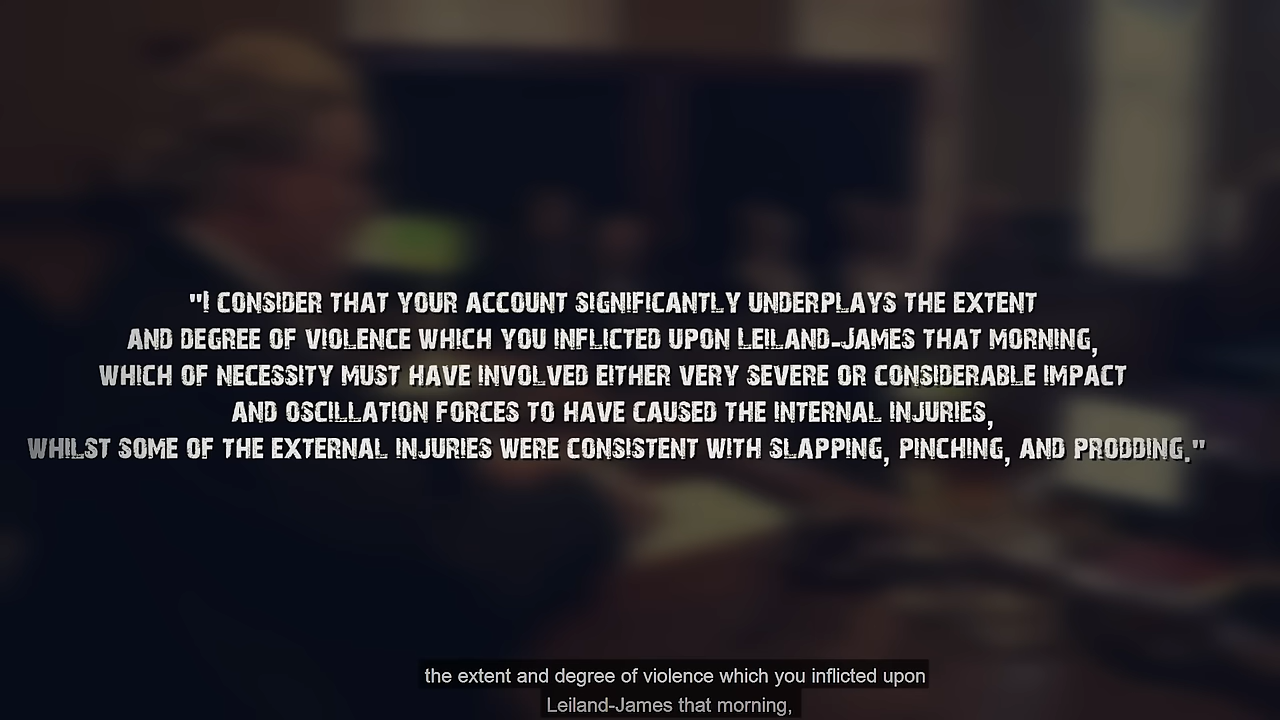 "I CONSIDER THAT YOUR ACCOUNT SIGNIFICANTLY UNDERPLAYS THE EXTENT
AND DEGREE OF VIOLENCE WHICH YOU INFLICTED UPON LEILAND-JAMES THAT MORNING,
WHICH OF NECESSITY MUST HAVE INVOLVED EITHER VERY SEVERE OR CONSIDERABLE IMPACT
AND OSCILLATION FORCES TO HAVE CAUSED THE INTERNAL INJURIES,
WHILST SOME OF THE EXTERNAL INJURIES WERE CONSISTENT WITH SLAPPING, PINCHING, AND PRODDING."
the extent and degree of violence which you inflicted upon
Leiland-James that morning,